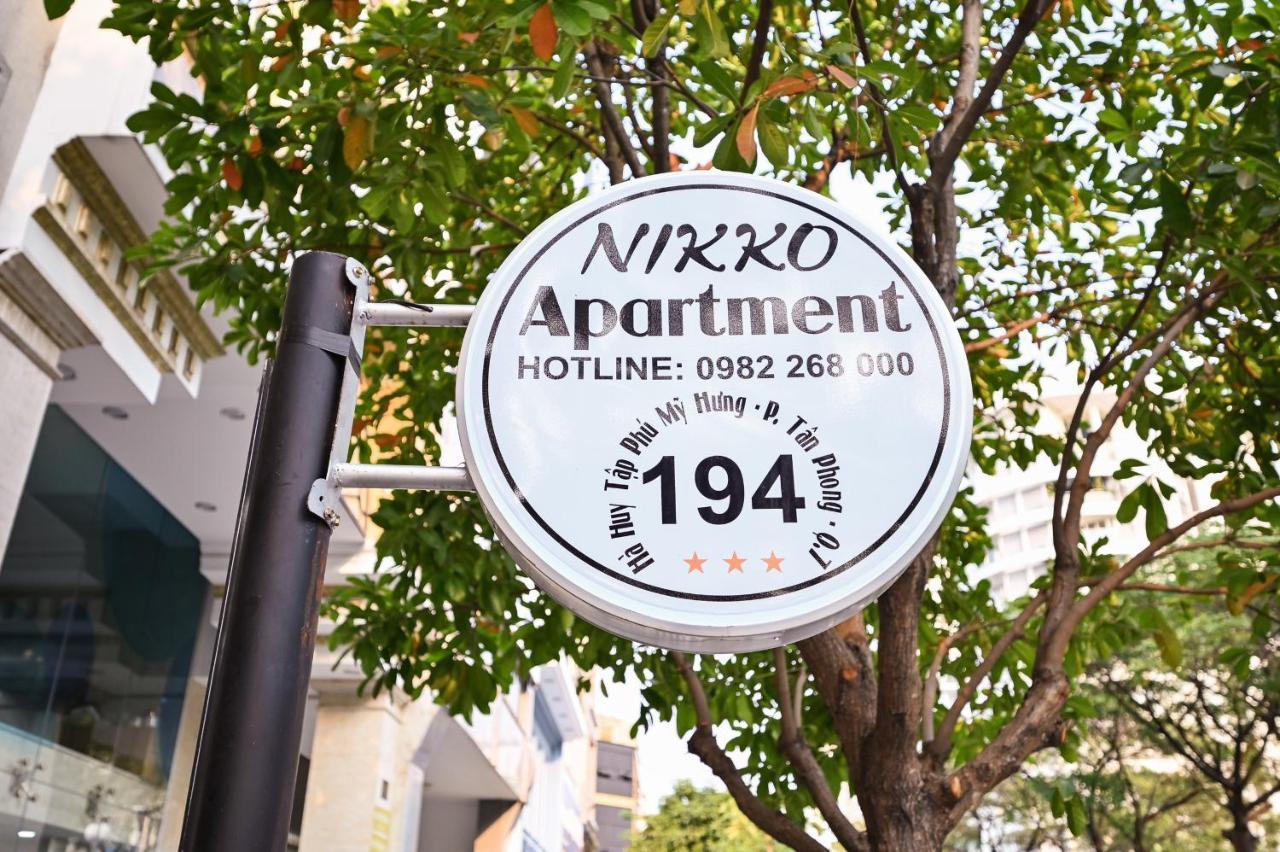 NIKKO
Apartment
HOTLINE: 0982 268 000
Hà Huy Tập Phú Mỹ Hưng · P. Tân Phong · Q.7
194